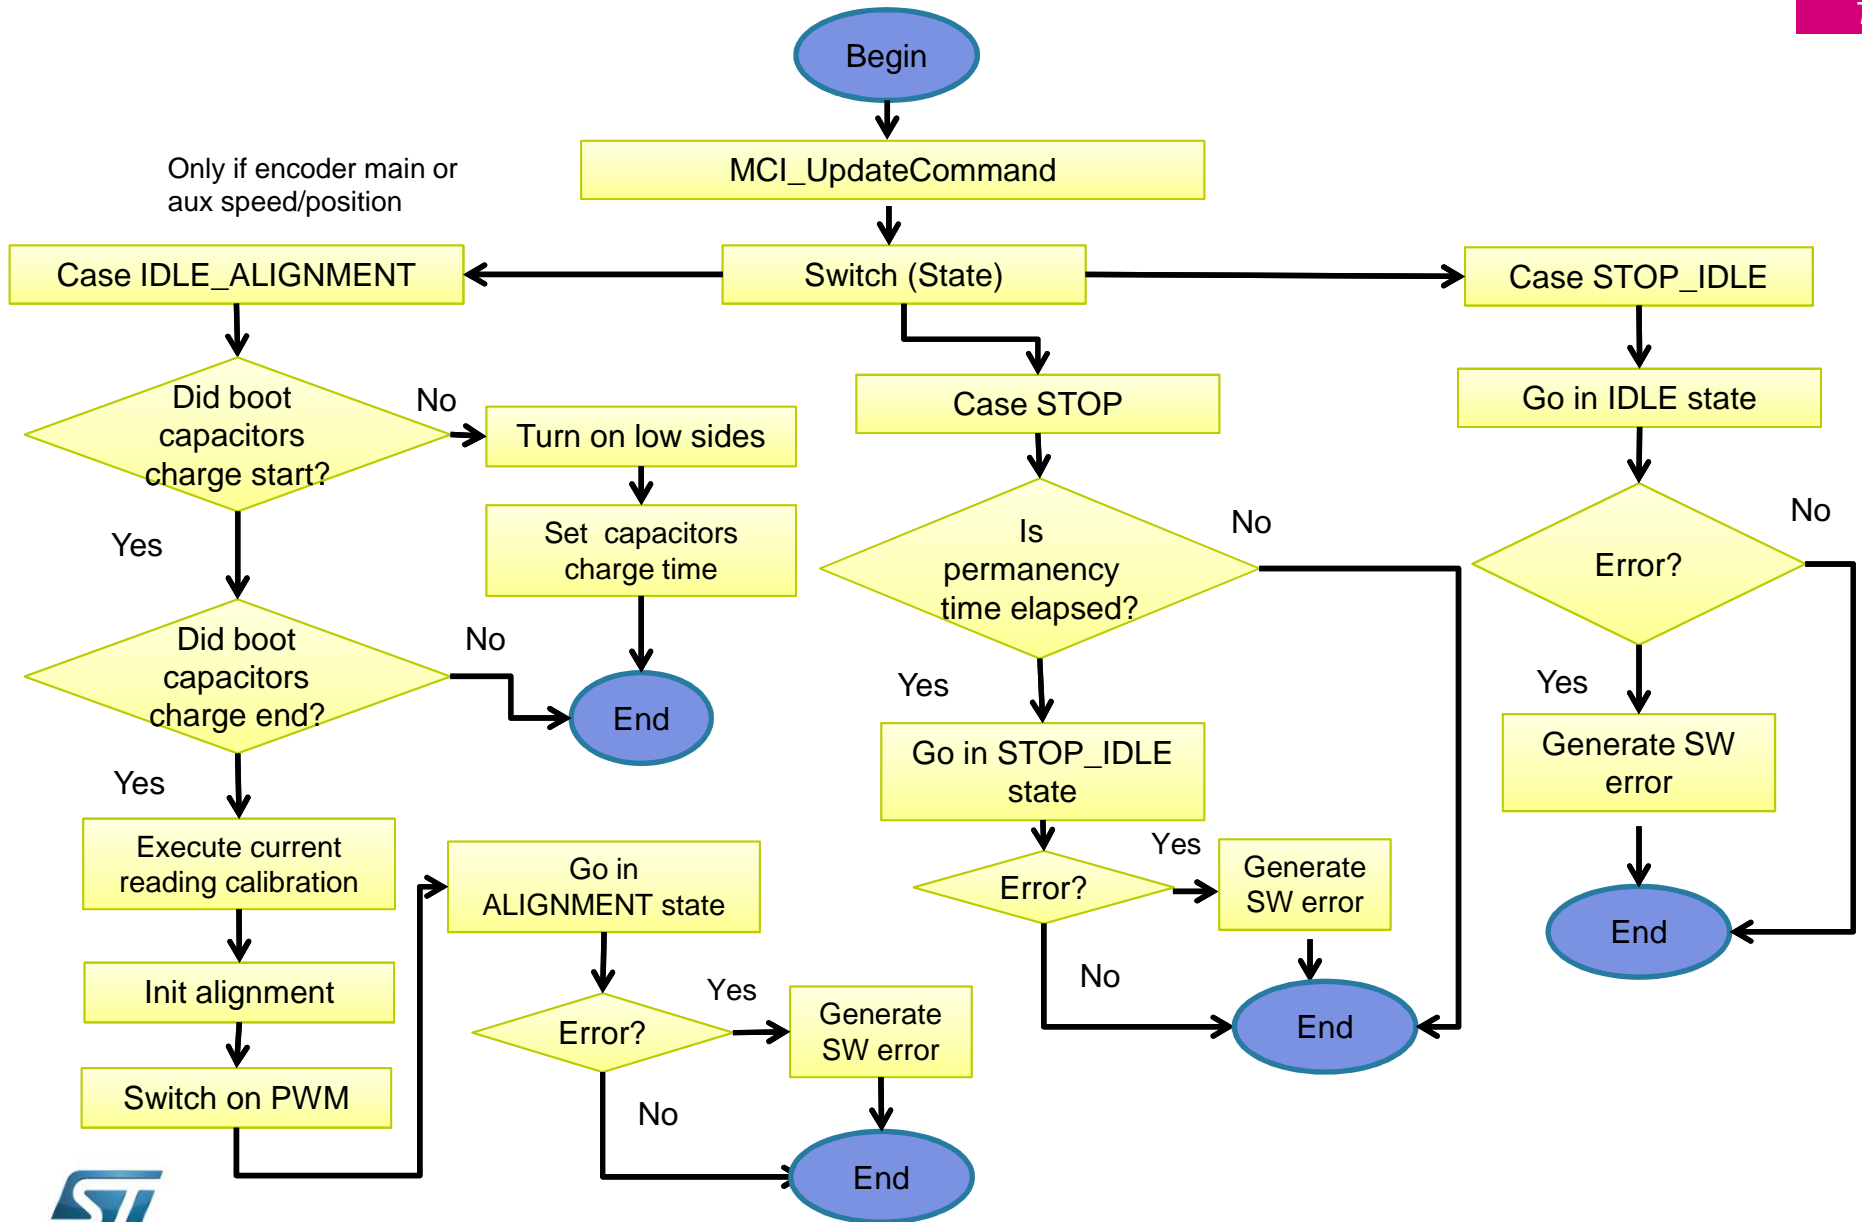 Begin
MCI_UpdateCommand
Only if encoder main or
aux speed/position
Case IDLE_ALIGNMENT
Switch (State)
Case STOP_IDLE
Did boot
capacitors
charge start?
No
Turn on low sides
Set capacitors
charge time
Yes
Did boot
capacitors
charge end?
No
End
Yes
Execute current
reading calibration
Init alignment
Switch on PWM
Go in
ALIGNMENT state
Error?
Yes
Generate
SW error
No
End
Case STOP
Is
permanency
time elapsed?
No
Yes
Go in STOP_IDLE
state
Error?
Yes
Generate
SW error
No
End
Go in IDLE state
Error?
No
Yes
Generate SW
error
End
ST